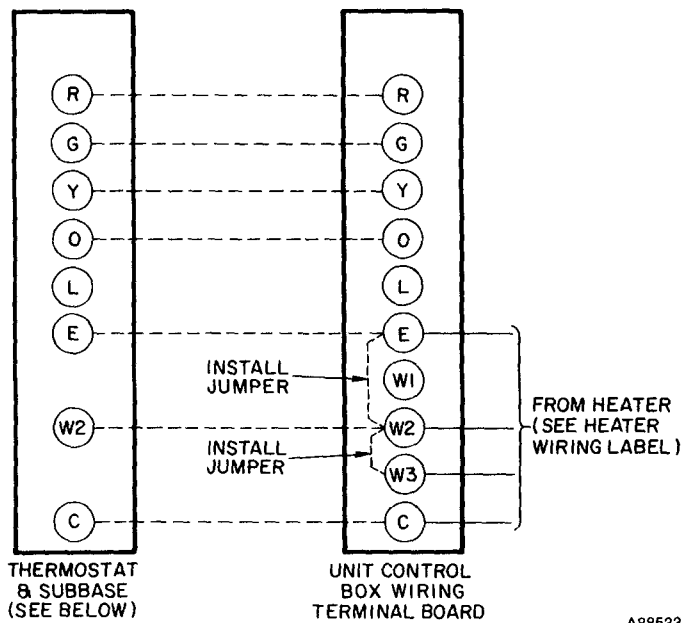 R
R
G
G
Y
Y
O
O
L
L
E
E
INSTALL
JUMPER
W1
W2
W2
FROM HEATER
(SEE HEATER
WIRING LABEL)
INSTALL
JUMPER
W3
C
C
THERMOSTAT
& SUBBASE
(SEE BELOW)
UNIT CONTROL
BOX WIRING
TERMINAL BOARD
A88533